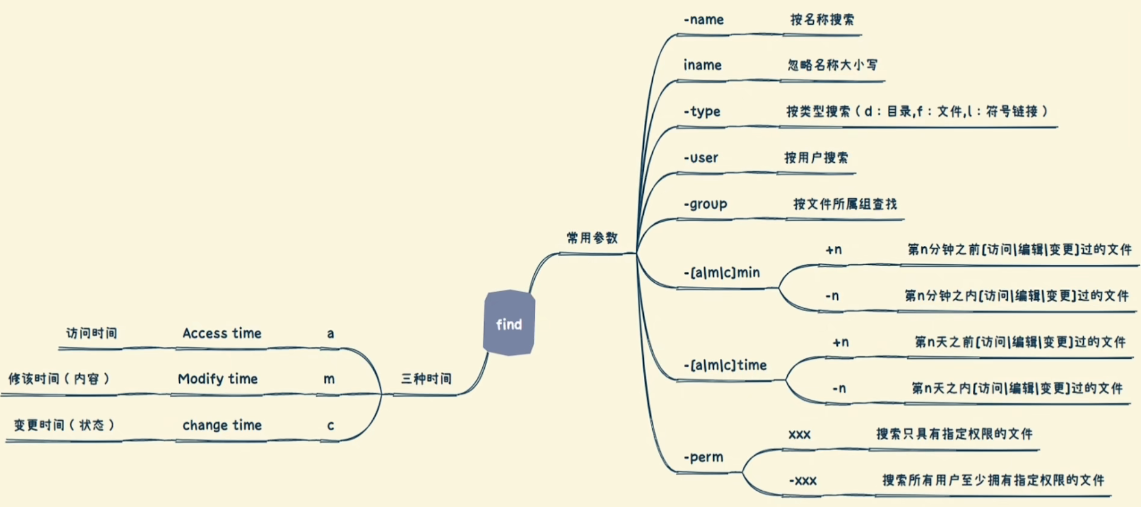 find
常用参数
-name 按名称搜索
iname 忽略名称大小写
-type 按类型搜索（d：目录,f：文件,l：符号链接）
-user 按用户搜索
-group 按文件所属组查找
-[a|m|c]min
+n 第n分钟之前[访问|编辑|变更]过的文件
-n 第n分钟之内[访问|编辑|变更]过的文件
-[a|m|c]time
+n 第n天之前[访问|编辑|变更]过的文件
-n 第n天之内[访问|编辑|变更]过的文件
-perm
xxx 搜索只具有指定权限的文件
-xxx 搜索所有用户至少拥有指定权限的文件
三种时间
访问时间 Access time a
修该时间（内容） Modify time m
变更时间（状态） change time c